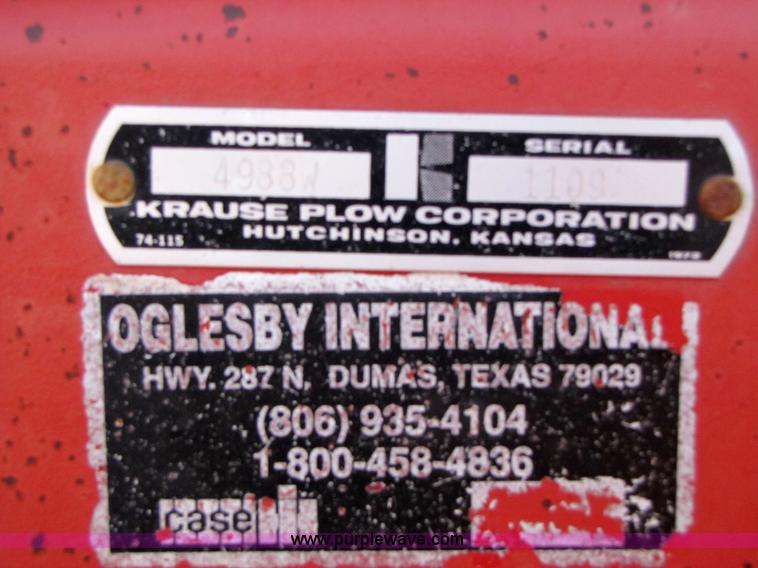 MODEL SERIAL
4988W 1109
KRAUSE PLOW CORPORATION
HUTCHINSON, KANSAS
74-115
OGLESBY INTERNATIONAL
HWY. 287 N. DUMAS, TEXAS 79029
(806) 935-4104
1-800-458-4836
case
www.purplewave.com